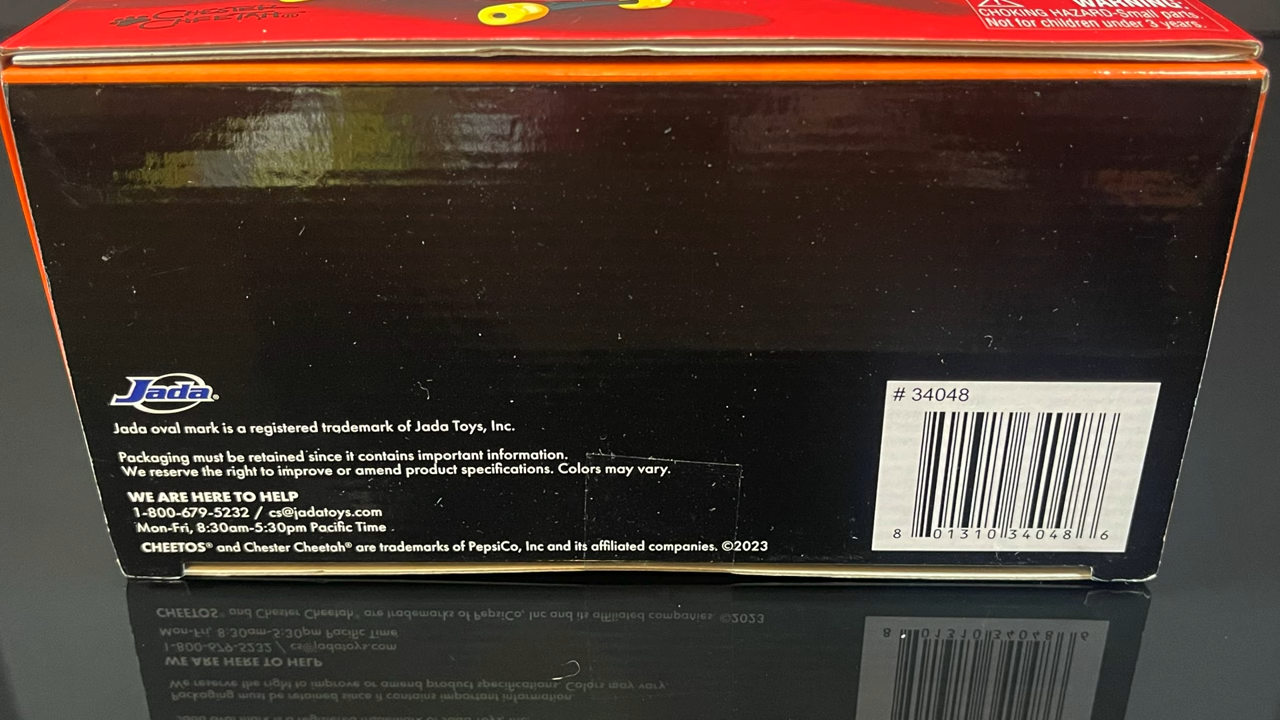 CHESTER
CHEETAH
WARNING:
CHOKING HAZARD-Small parts.
Not for children under 3 years.
Jada®
Jada oval mark is a registered trademark of Jada Toys, Inc.
Packaging must be retained since it contains important information.
We reserve the right to improve or amend product specifications. Colors may vary.
WE ARE HERE TO HELP
1-800-679-5232 / cs@jadatoys.com
Mon-Fri, 8:30am-5:30pm Pacific Time
CHEETOS® and Chester Cheetah® are trademarks of PepsiCo, Inc and its affiliated companies. ©2023
# 34048
8 01310 34048 6